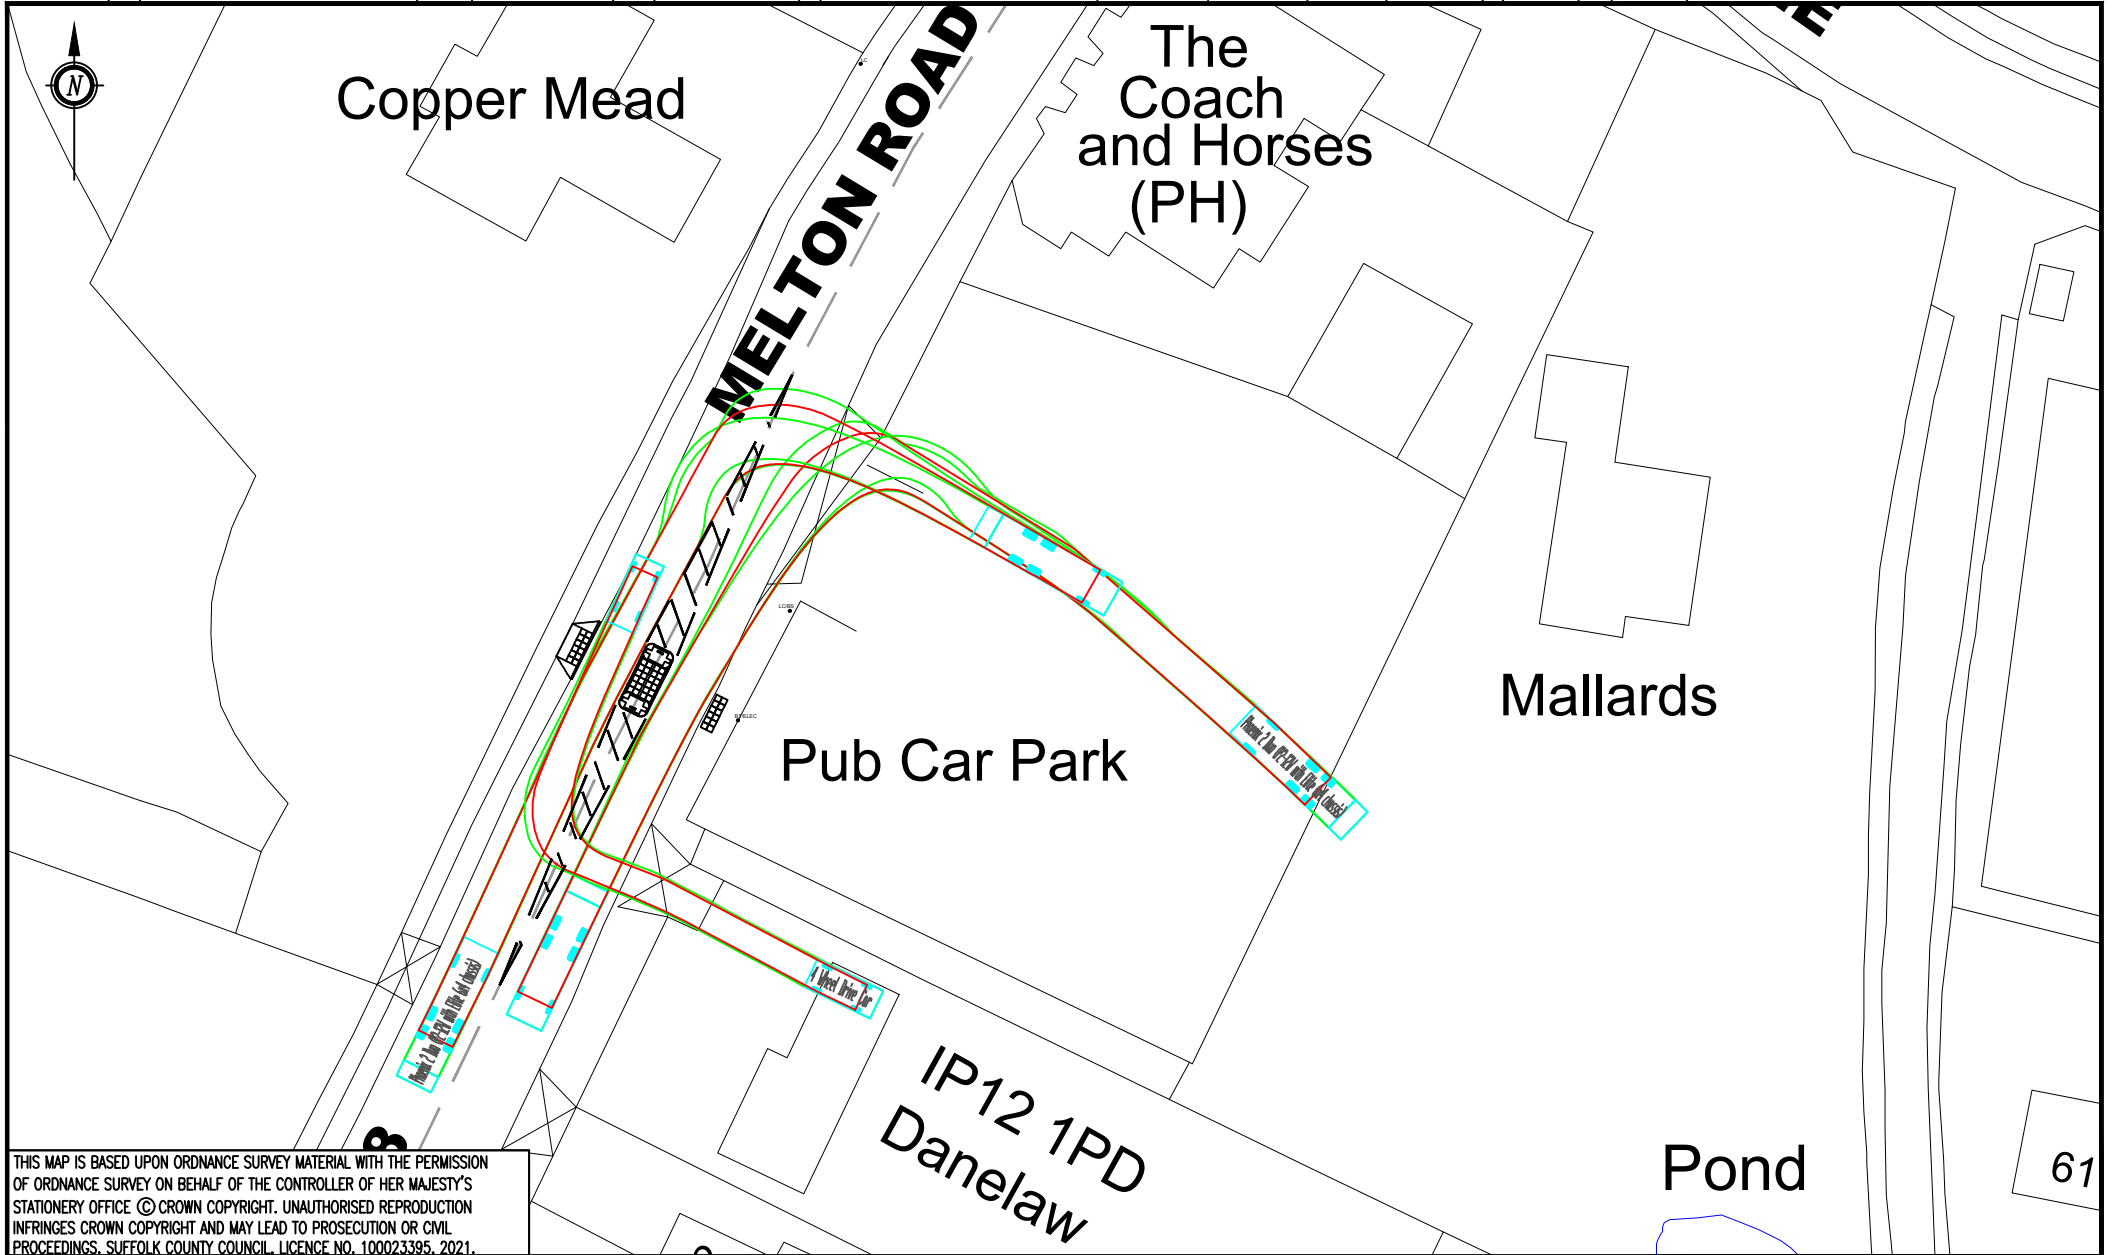 N
Copper Mead
MELTON ROAD
The
Coach
and Horses
(PH)
LC/BS
Pub Car Park
Mallards
4 Wheel Drive Car
IP12 1PD
Danelaw
Pond
61
THIS MAP IS BASED UPON ORDNANCE SURVEY MATERIAL WITH THE PERMISSION
OF ORDNANCE SURVEY ON BEHALF OF THE CONTROLLER OF HER MAJESTY'S
STATIONERY OFFICE © CROWN COPYRIGHT. UNAUTHORISED REPRODUCTION
INFRINGES CROWN COPYRIGHT AND MAY LEAD TO PROSECUTION OR CIVIL
PROCEEDINGS. SUFFOLK COUNTY COUNCIL. LICENCE NO. 100023395. 2021.